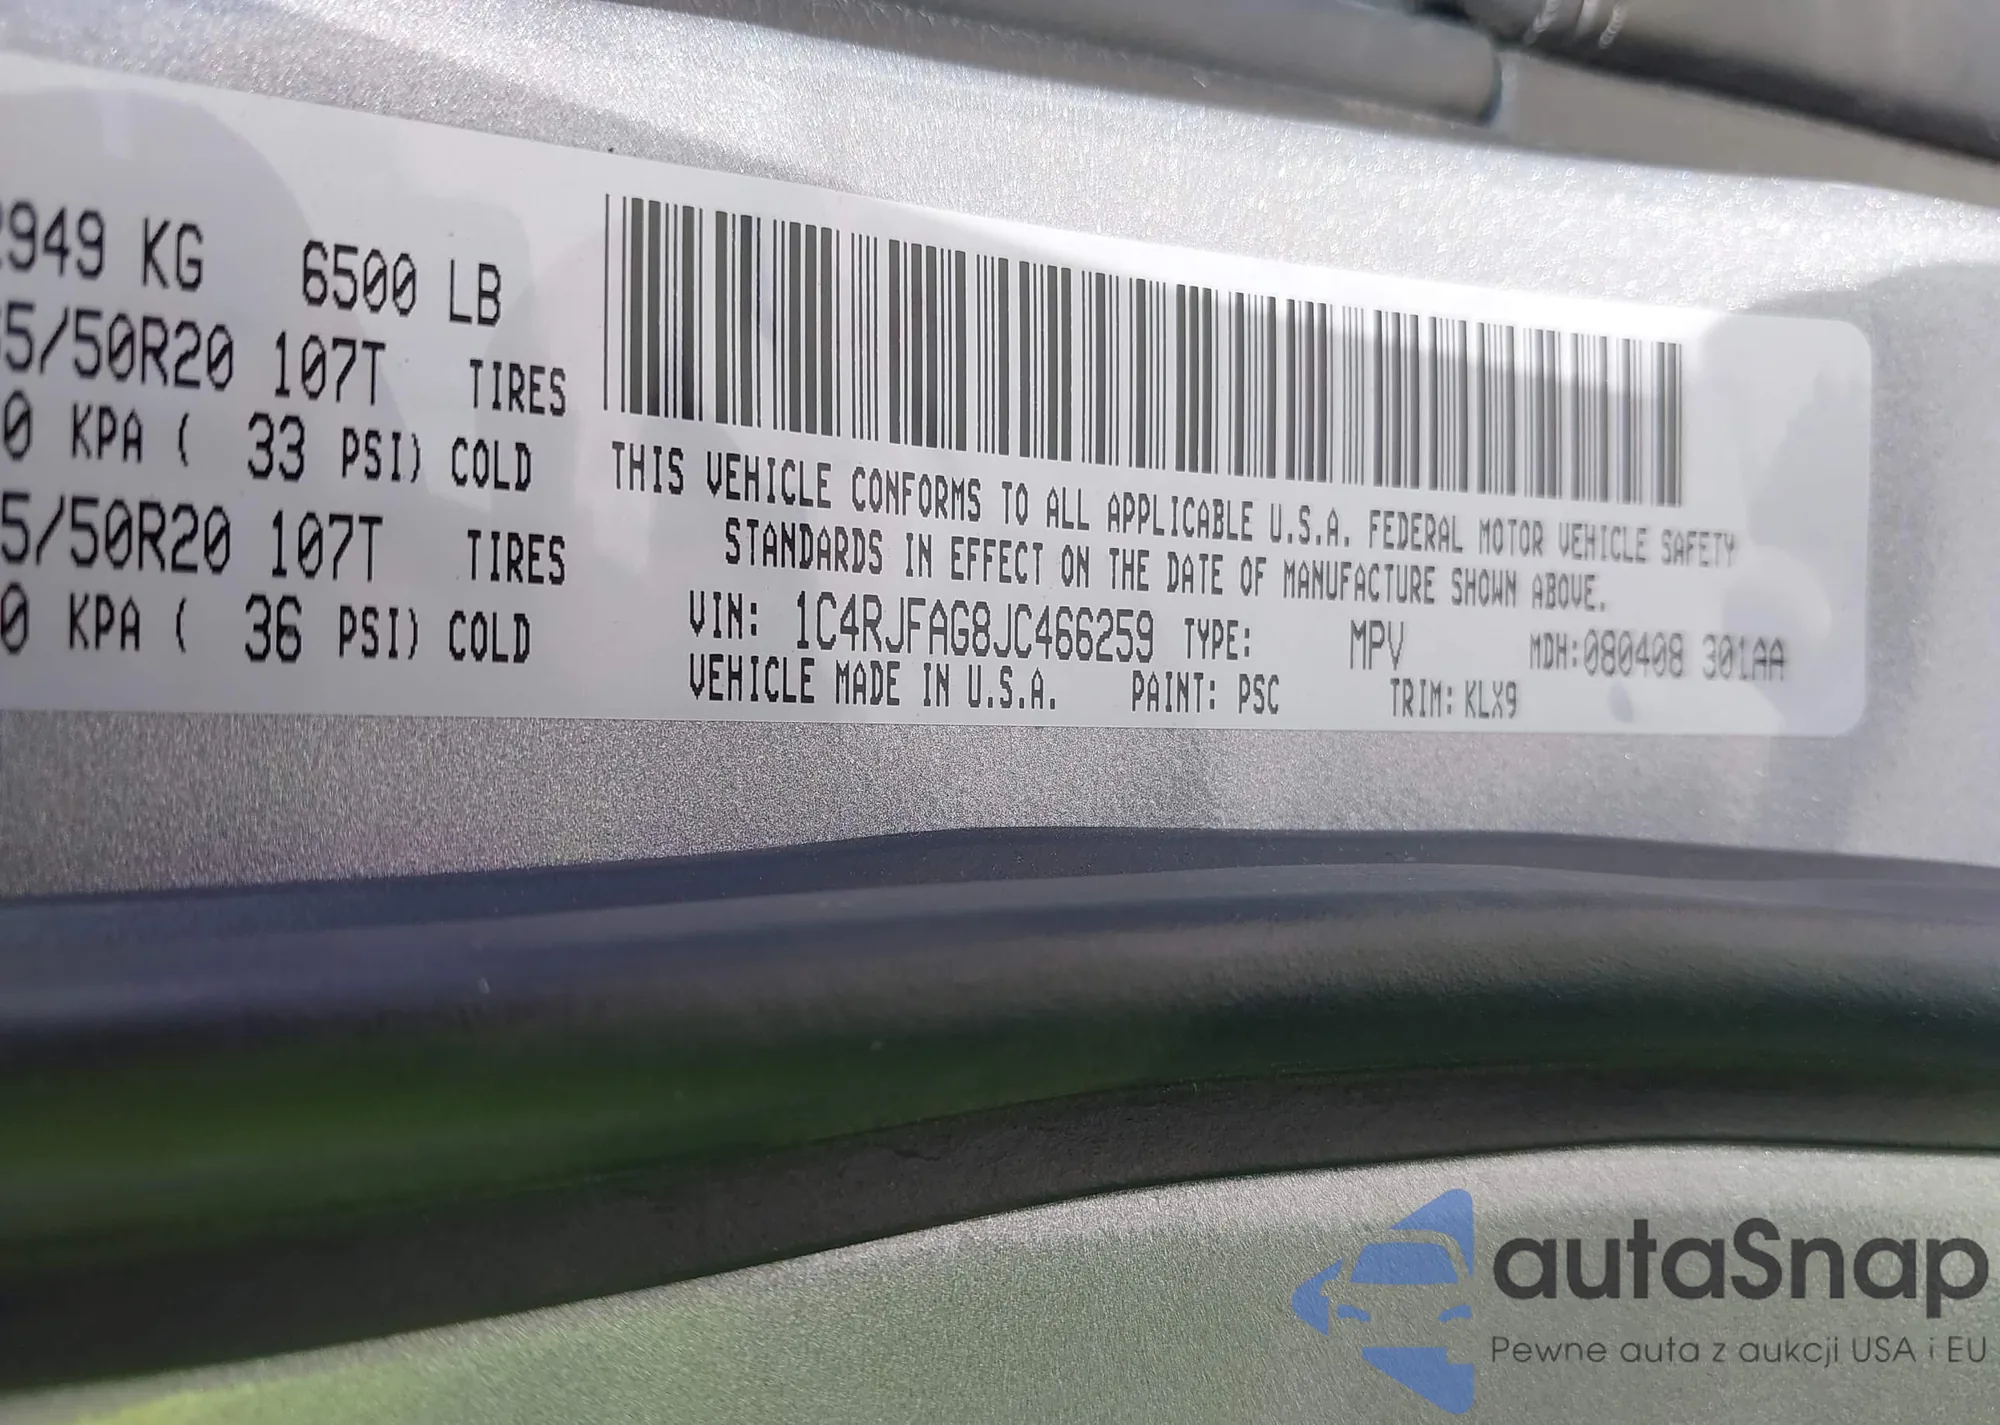 2949 KG 6500 LB
5/50R20 107T TIRES
0 KPA ( 33 PSI) COLD
5/50R20 107T TIRES
0 KPA ( 36 PSI) COLD
THIS VEHICLE CONFORMS TO ALL APPLICABLE U.S.A. FEDERAL MOTOR VEHICLE SAFETY
STANDARDS IN EFFECT ON THE DATE OF MANUFACTURE SHOWN ABOVE.
VIN: 1C4RJFAG8JC466259 TYPE: MPV MDH:080408 301AA
VEHICLE MADE IN U.S.A. PAINT: PSC TRIM: KLX9
autaSnap
Pewne auta z aukcji USA i EU